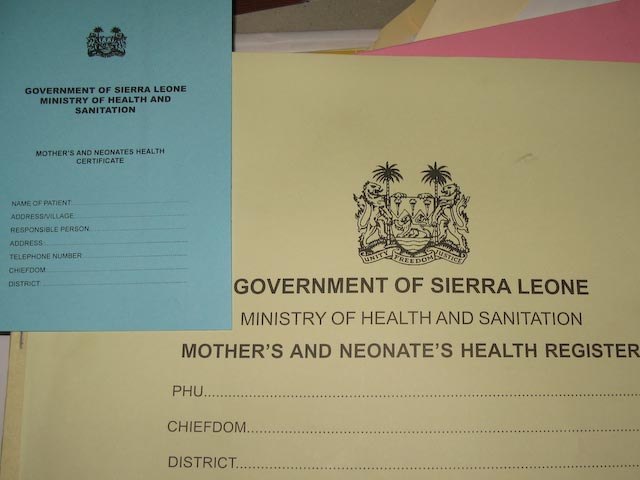 GOVERNMENT OF SIERRA LEONE
MINISTRY OF HEALTH AND
SANITATION
MOTHER'S AND NEONATES HEALTH
CERTIFICATE
NAME OF PATIENT
ADDRESS/VILLAGE
RESPONSIBLE PERSON
ADDRESS
TELEPHONE NUMBER
CHIEFDOM
DISTRICT
UNITY FREEDOM JUSTICE
GOVERNMENT OF SIERRA LEONE
MINISTRY OF HEALTH AND SANITATION
MOTHER'S AND NEONATE'S HEALTH REGISTER
PHU
CHIEFDOM
DISTRICT